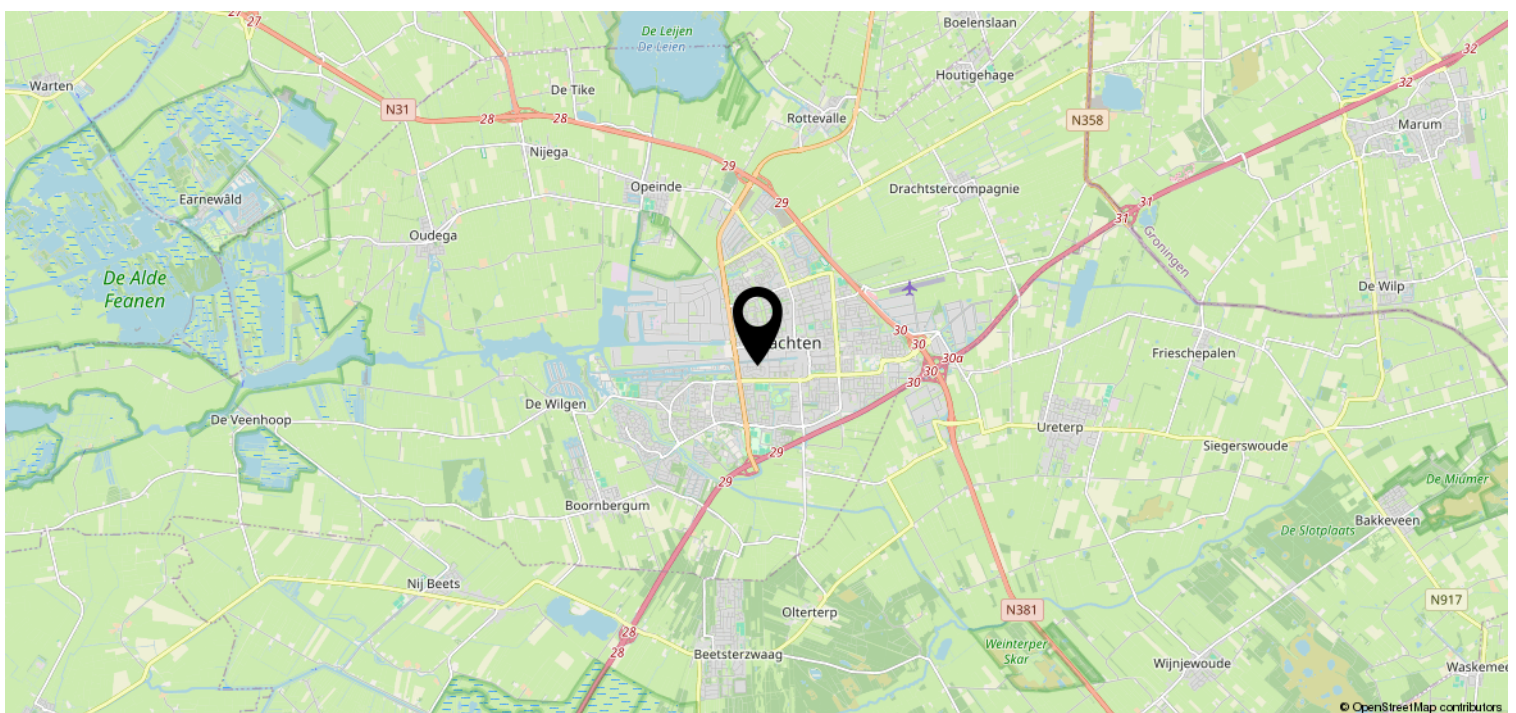 Boelenslaan
27
27
De Leijen
De Leien
32
Houtigehage
32
Warten
De Tike
N31
28
28
Rottevalle
N358
Marum
Nijega
29
Opeinde
Drachtstercompagnie
Earnewâld
29
31
31
Oudega
Groningen
De Alde
Feanen
De Wilp
30
achten
30
30a
Frieschepalen
30
30
De Wilgen
De Veenhoop
Ureterp
Siegerswoude
29
29
De Miumer
Boornbergum
Bakkeveen
De Slotplaats
Nij Beets
N917
Olterterp
N381
28
28
Weinterper
Skar
Beetsterzwaag
Wijnjewoude
Waskemee
© OpenStreetMap contributors